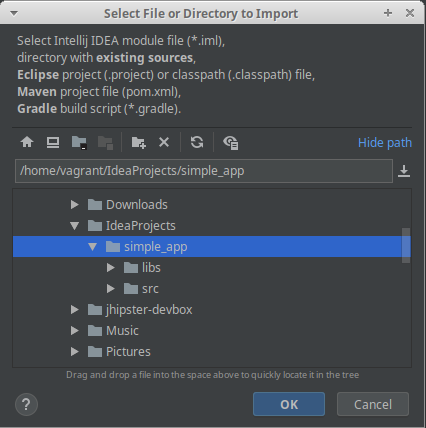 Select File or Directory to Import
Select Intellij IDEA module file (*.iml),
directory with existing sources,
Eclipse project (.project) or classpath (.classpath) file,
Maven project file (pom.xml),
Gradle build script (*.gradle).
Hide path
/home/vagrant/IdeaProjects/simple_app
Downloads
IdeaProjects
simple_app
libs
src
jhipster-devbox
Music
Pictures
Drag and drop a file into the space above to quickly locate it in the tree
?
OK
Cancel